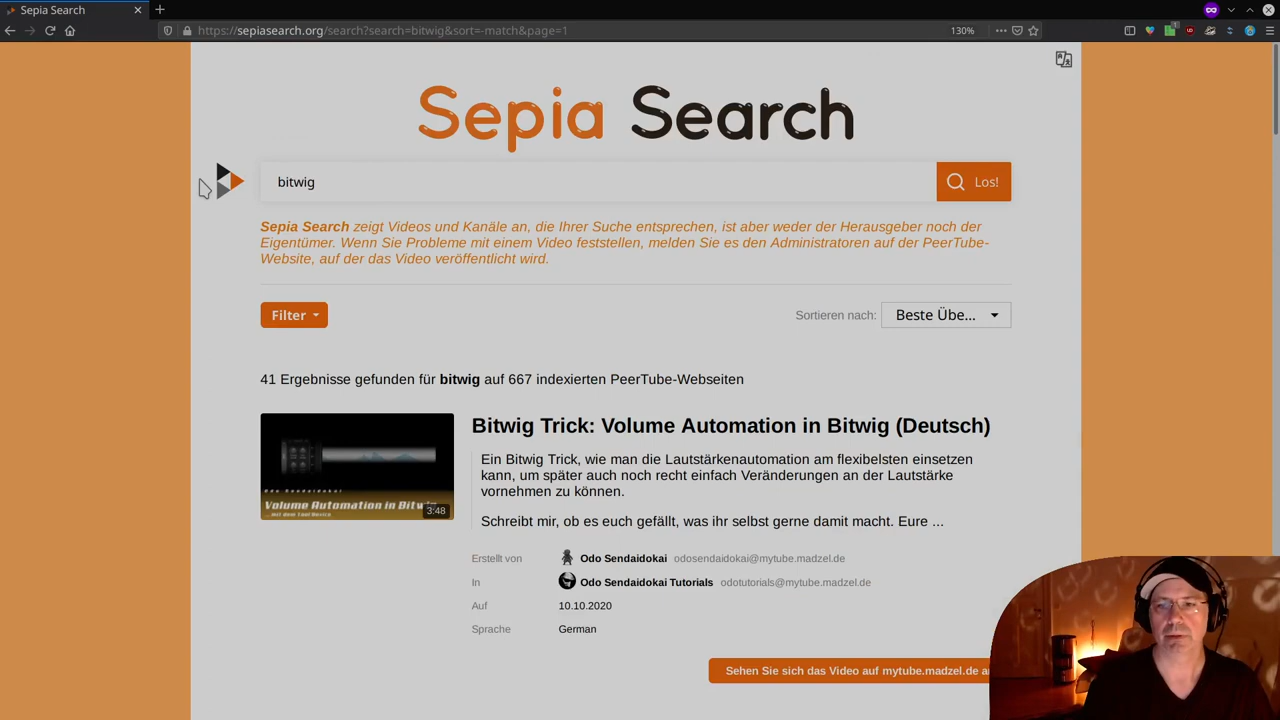 Sepia Search
https://sepiasearch.org/search?search=bitwig&sort=-match&page=1
130%
1
Sepia Search
bitwig
Los!
Sepia Search zeigt Videos und Kanäle an, die Ihrer Suche entsprechen, ist aber weder der Herausgeber noch der
Eigentümer. Wenn Sie Probleme mit einem Video feststellen, melden Sie es den Administratoren auf der PeerTube-
Website, auf der das Video veröffentlicht wird.
Filter
Sortieren nach:
Beste Übe...
41 Ergebnisse gefunden für bitwig auf 667 indexierten PeerTube-Webseiten
Odo Sendaidokai
Volume Automation in Bitwig
3:48
Bitwig Trick: Volume Automation in Bitwig (Deutsch)
Ein Bitwig Trick, wie man die Lautstärkenautomation am flexibelsten einsetzen
kann, um später auch noch recht einfach Veränderungen an der Lautstärke
vornehmen zu können.
Schreibt mir, ob es euch gefällt, was ihr selbst gerne damit macht. Eure ...
Erstellt von Odo Sendaidokai odosendaidokai@mytube.madzel.de
In Odo Sendaidokai Tutorials odotutorials@mytube.madzel.de
Auf 10.10.2020
Sprache German
Sehen Sie sich das Video auf mytube.madzel.de